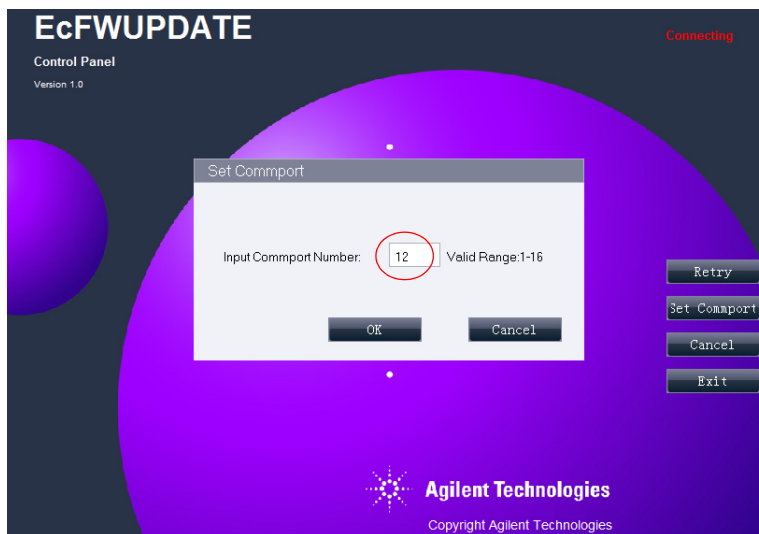 EcFWUPDATE
Connecting
Control Panel
Version 1.0
Set Commport
Input Commport Number: 12 Valid Range:1-16
OK Cancel
Retry
Set Commport
Cancel
Exit
Agilent Technologies
Copyright Agilent Technologies